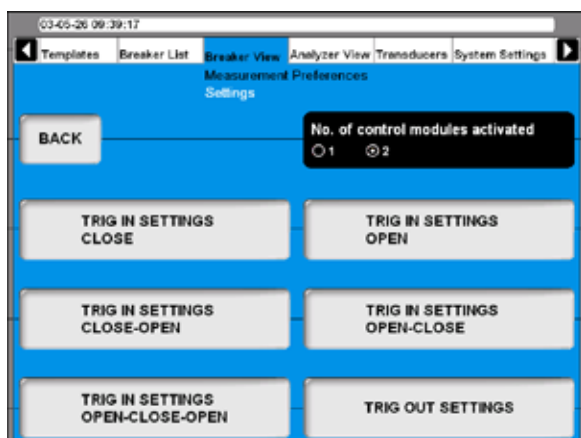 03-05-26 09:39:17
Templates Breaker List Breaker View Analyzer View Transducers System Settings
Measurement Preferences
Settings
BACK
No. of control modules activated
1 2
TRIG IN SETTINGS
CLOSE
TRIG IN SETTINGS
OPEN
TRIG IN SETTINGS
CLOSE-OPEN
TRIG IN SETTINGS
OPEN-CLOSE
TRIG IN SETTINGS
OPEN-CLOSE-OPEN
TRIG OUT SETTINGS